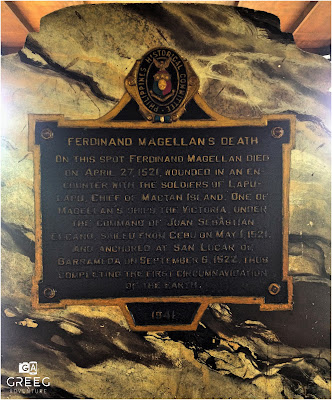 PHILIPPINES HISTORICAL COMMITTEE
FERDINAND MAGELLAN'S DEATH
ON THIS SPOT FERDINAND MAGELLAN DIED
ON APRIL 27, 1521, WOUNDED IN AN EN
COUNTER WITH THE SOLDIERS OF LAPU-
LAPU, CHIEF OF MACTAN ISLAND. ONE OF
MAGELLAN'S SHIPS, THE VICTORIA, UNDER
THE COMMAND OF JUAN SEBASTIAN
ELCANO, SAILED FROM CEBU ON MAY 1, 1521,
AND ANCHORED AT SAN LUCAR DE
BARRAMEDA ON SEPTEMBER 6, 1522, THUS
COMPLETING THE FIRST CIRCUMNAVIGATION
OF THE EARTH.
1941
GA
GREEG
ADVENTURE